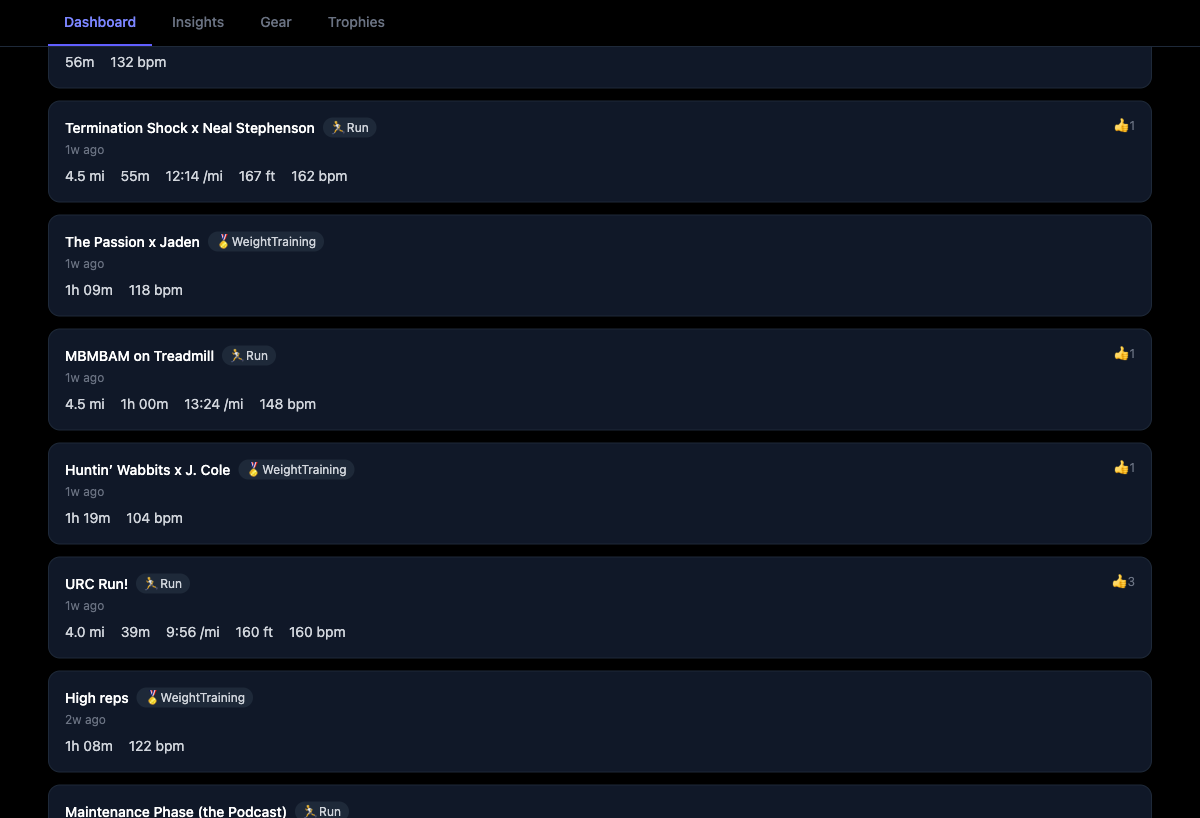 Dashboard Insights Gear Trophies
56m 132 bpm
Termination Shock x Neal Stephenson 🏃Run 👍1
1w ago
4.5 mi 55m 12:14 /mi 167 ft 162 bpm
The Passion x Jaden 🏅WeightTraining
1w ago
1h 09m 118 bpm
MBMBAM on Treadmill 🏃Run 👍1
1w ago
4.5 mi 1h 00m 13:24 /mi 148 bpm
Huntin’ Wabbits x J. Cole 🏅WeightTraining 👍1
1w ago
1h 19m 104 bpm
URC Run! 🏃Run 👍3
1w ago
4.0 mi 39m 9:56 /mi 160 ft 160 bpm
High reps 🏅WeightTraining
2w ago
1h 08m 122 bpm
Maintenance Phase (the Podcast) 🏃Run